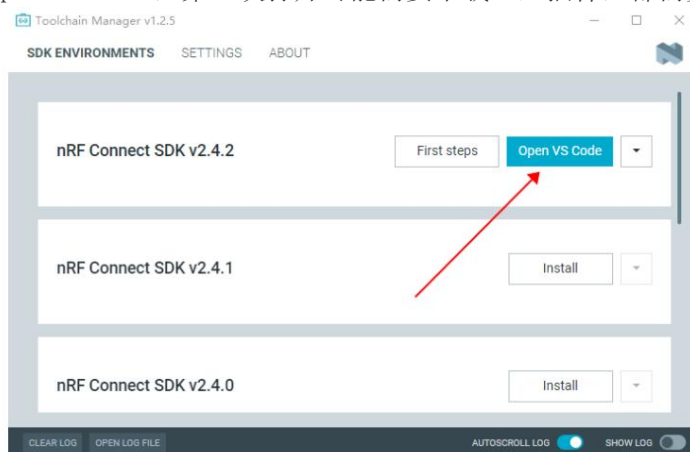 Toolchain Manager v1.2.5
SDK ENVIRONMENTS SETTINGS ABOUT
nRF Connect SDK v2.4.2
First steps
Open VS Code
nRF Connect SDK v2.4.1
Install
nRF Connect SDK v2.4.0
Install
CLEAR LOG OPEN LOG FILE AUTOSCROLL LOG SHOW LOG